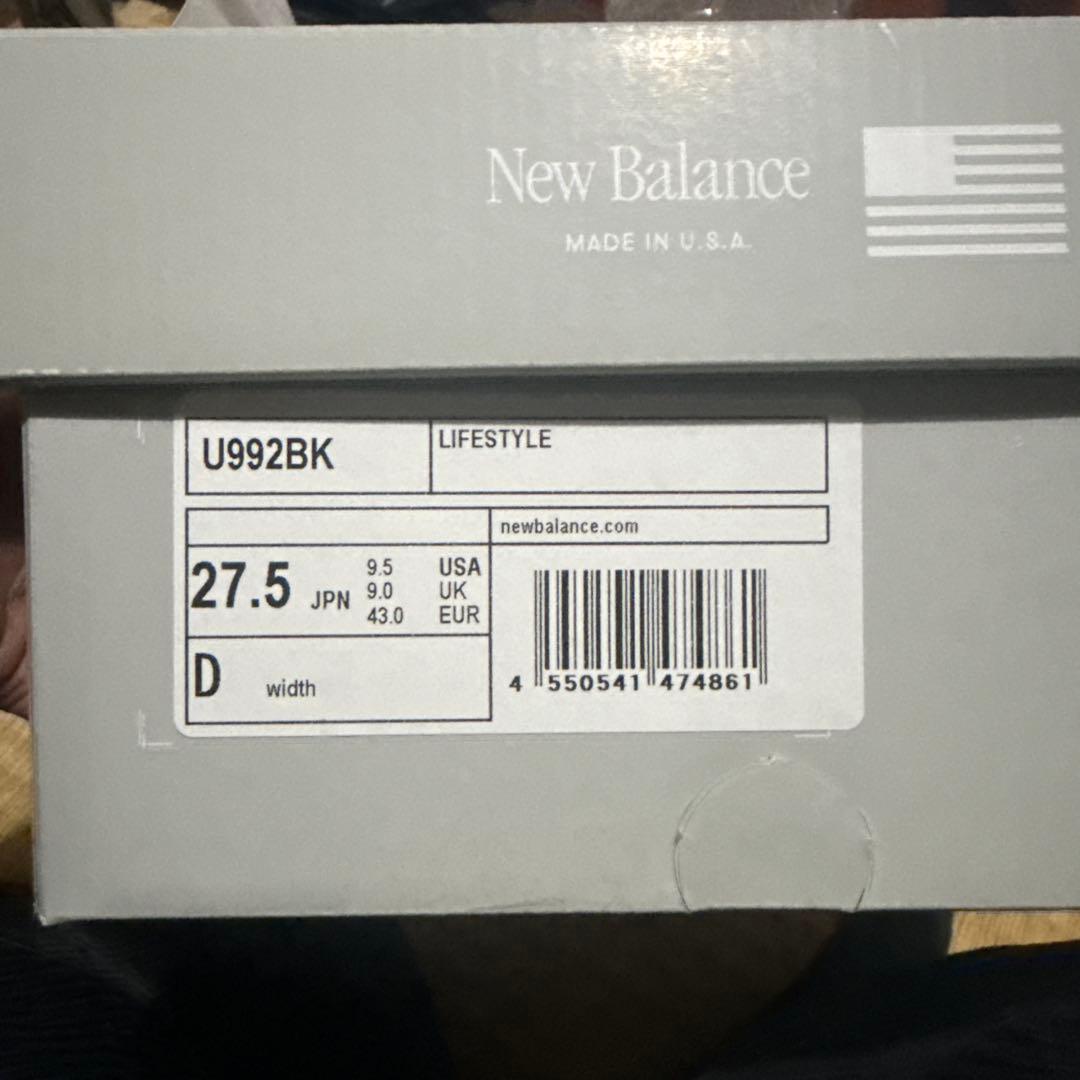 New Balance
MADE IN U.S.A.
U992BK
LIFESTYLE
newbalance.com
27.5 JPN
9.5 USA
9.0 UK
43.0 EUR
D width
4 550541 474861